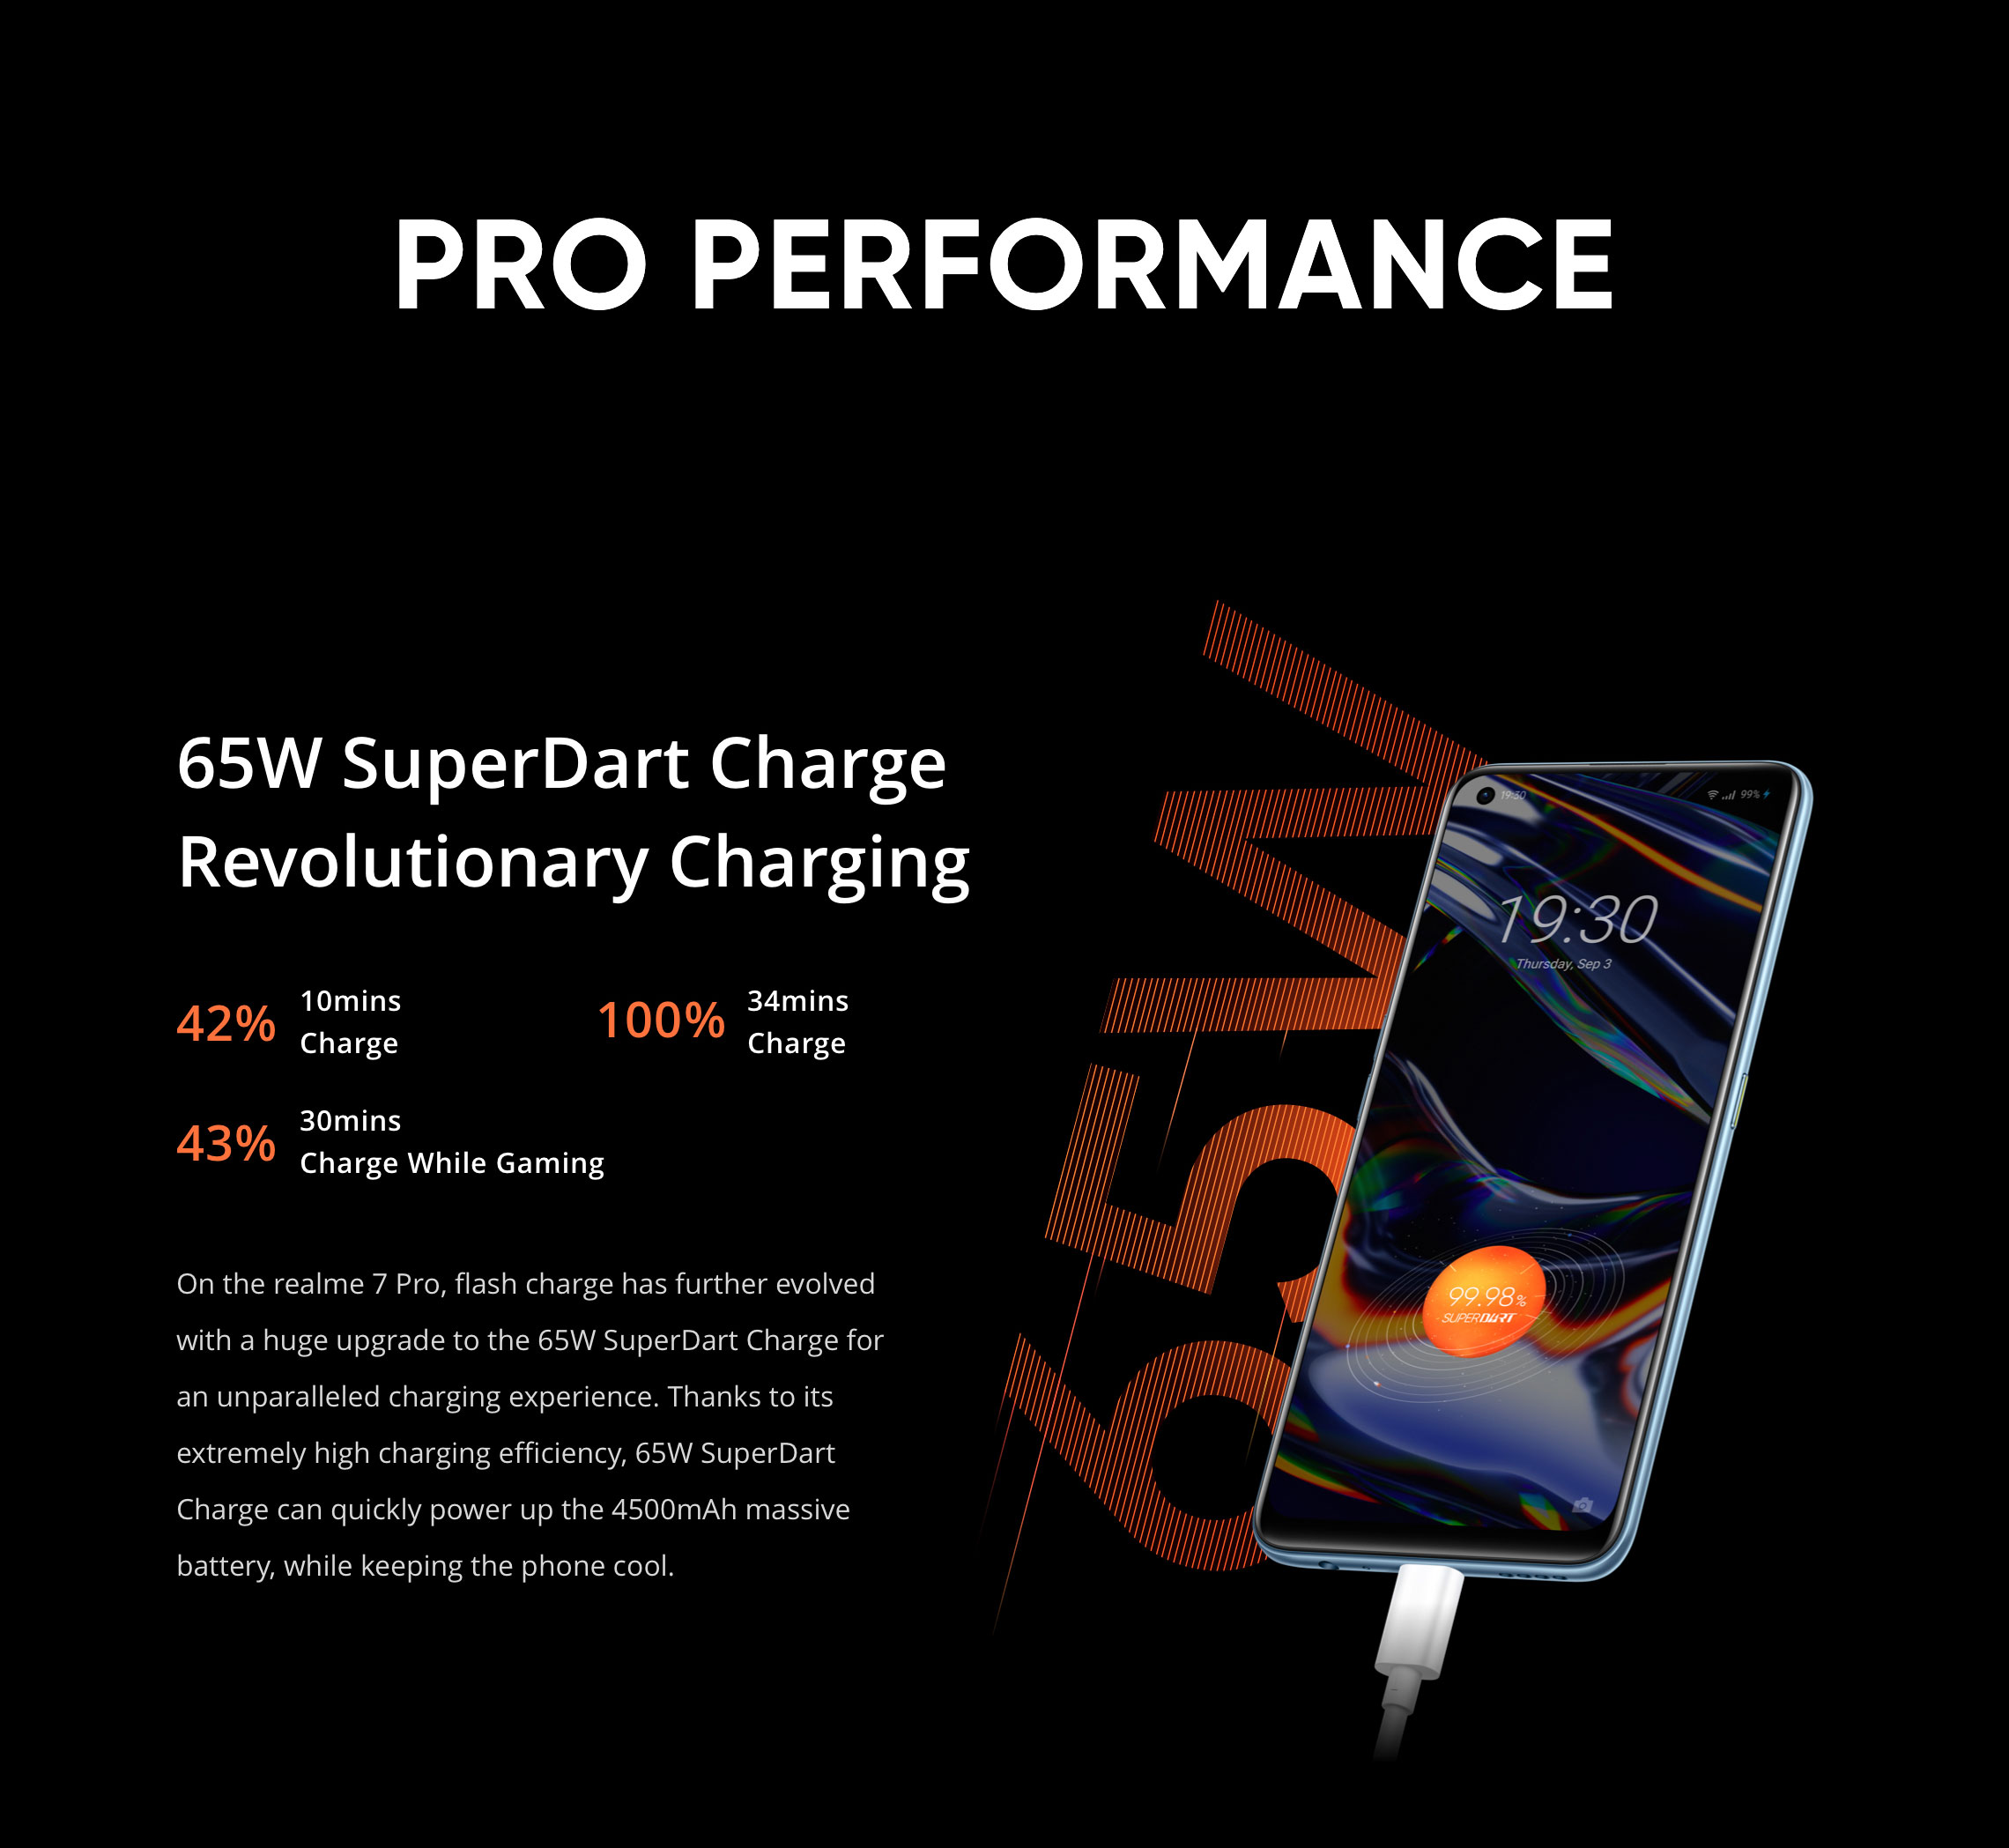 PRO PERFORMANCE
65W SuperDart Charge
Revolutionary Charging
42%
10mins
Charge
100%
34mins
Charge
43%
30mins
Charge While Gaming
On the realme 7 Pro, flash charge has further evolved
with a huge upgrade to the 65W SuperDart Charge for
an unparalleled charging experience. Thanks to its
extremely high charging efficiency, 65W SuperDart
Charge can quickly power up the 4500mAh massive
battery, while keeping the phone cool.
65W
19:30
99%
19:30
Thursday, Sep 3
99.98%
SUPERDART